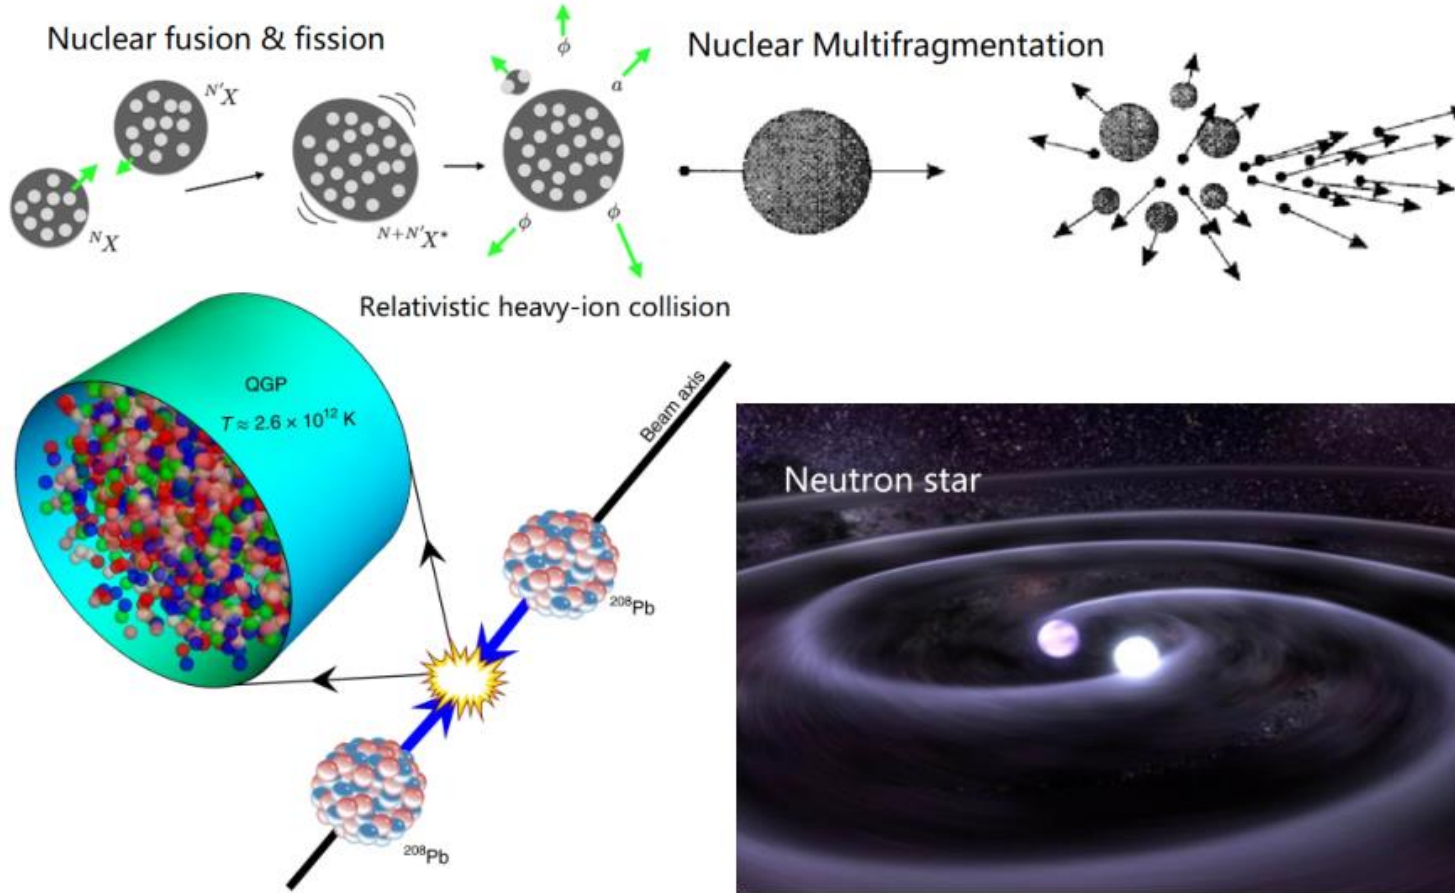 Nuclear fusion & fission
Nuclear Multifragmentation
N'X
NX
N+N'X*
ϕ
a
ϕ
ϕ
Relativistic heavy-ion collision
QGP
T ≈ 2.6 × 10¹² K
Beam axis
²⁰⁸Pb
²⁰⁸Pb
Neutron star